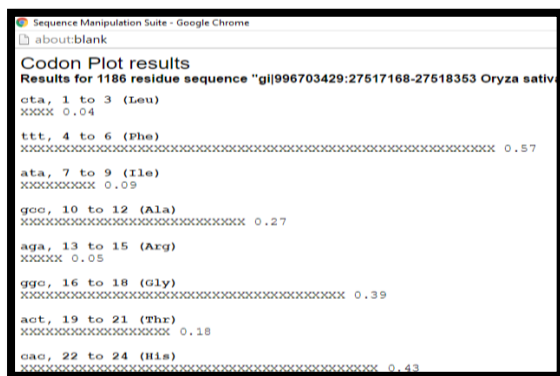 Sequence Manipulation Suite - Google Chrome
about:blank
Codon Plot results
Results for 1186 residue sequence "gi|996703429:27517168-27518353 Oryza sativa
cta, 1 to 3 (Leu)
XXXX 0.04
ttt, 4 to 6 (Phe)
XXXXXXXXXXXXXXXXXXXXXXXXXXXXXXXXXXXXXXXXXXXXXXXXXXXXXXXXX 0.57
ata, 7 to 9 (Ile)
XXXXXXXXX 0.09
gcc, 10 to 12 (Ala)
XXXXXXXXXXXXXXXXXXXXXXXXXXX 0.27
aga, 13 to 15 (Arg)
XXXXX 0.05
ggc, 16 to 18 (Gly)
XXXXXXXXXXXXXXXXXXXXXXXXXXXXXXXXXXXXXXX 0.39
act, 19 to 21 (Thr)
XXXXXXXXXXXXXXXXXX 0.18
cac, 22 to 24 (His)
XXXXXXXXXXXXXXXXXXXXXXXXXXXXXXXXXXXXXXXXXXX 0.43